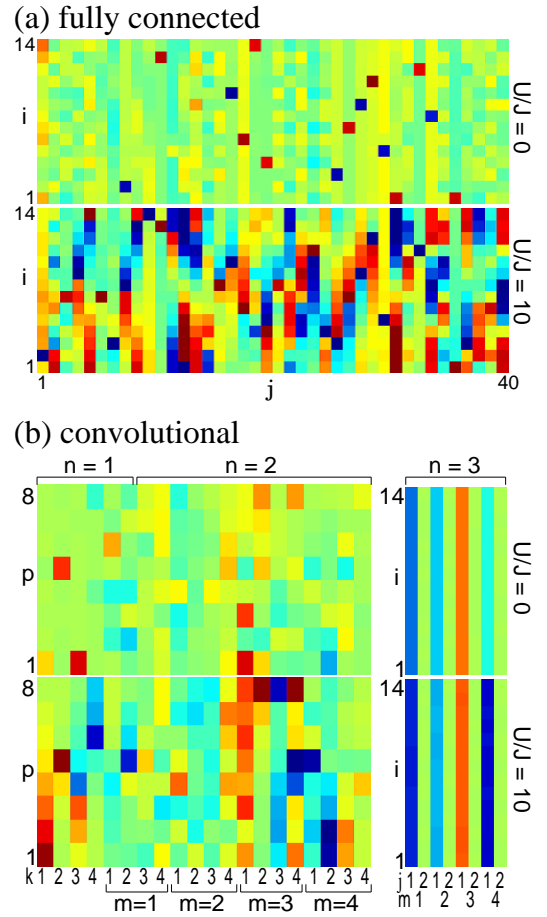 (a) fully connected
14
i
1
U/J = 0
14
i
1
U/J = 10
1 j 40
(b) convolutional
n = 1 n = 2 n = 3
8
p
1
14
i
1
U/J = 0
8
p
1
14
i
1
U/J = 10
k 1 2 3 4 1 2 3 4 1 2 3 4 1 2 3 4 1 2 3 4
m=1 m=2 m=3 m=4
j 1 2 1 2 1 2 1 2
m 1 2 3 4